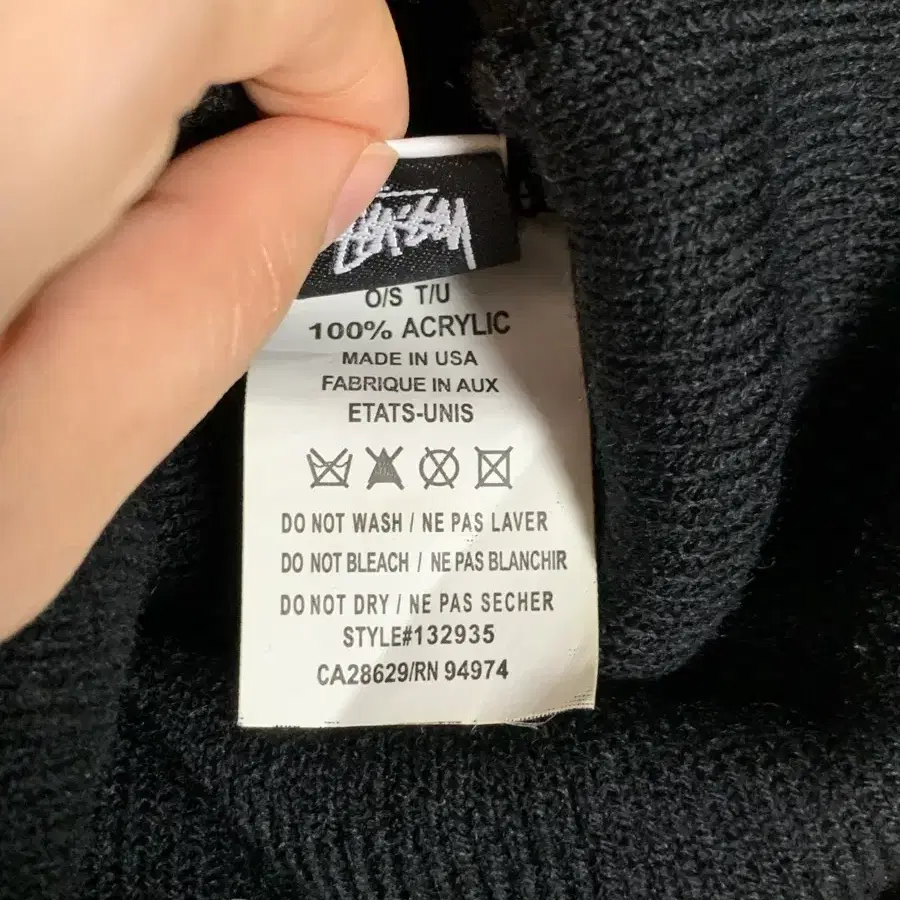 STÜSSY
O/S T/U
100% ACRYLIC
MADE IN USA
FABRIQUE IN AUX
ETATS-UNIS
DO NOT WASH / NE PAS LAVER
DO NOT BLEACH / NE PAS BLANCHIR
DO NOT DRY / NE PAS SECHER
STYLE#132935
CA28629/RN 94974